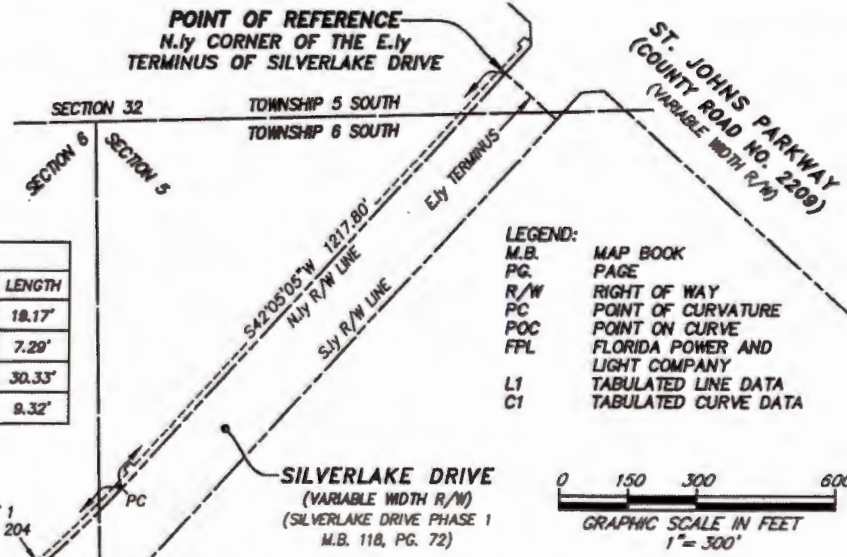 POINT OF REFERENCE
N.ly CORNER OF THE E.ly
TERMINUS OF SILVERLAKE DRIVE
ST. JOHNS PARKWAY
(COUNTY ROAD NO. 2209)
(VARIABLE WIDTH R/W)
SECTION 32
TOWNSHIP 5 SOUTH
TOWNSHIP 6 SOUTH
SECTION 6
SECTION 5
E.ly TERMINUS
S42°05'05"W 1217.80'
N.ly R/W LINE
S.ly R/W LINE
LENGTH
19.17'
7.29'
30.33'
9.32'
LEGEND:
M.B. MAP BOOK
PG. PAGE
R/W RIGHT OF WAY
PC POINT OF CURVATURE
POC POINT ON CURVE
FPL FLORIDA POWER AND
LIGHT COMPANY
L1 TABULATED LINE DATA
C1 TABULATED CURVE DATA
PC
1
204
SILVERLAKE DRIVE
(VARIABLE WIDTH R/W)
(SILVERLAKE DRIVE PHASE 1
M.B. 118, PG. 72)
0 150 300 600
GRAPHIC SCALE IN FEET
1"= 300'